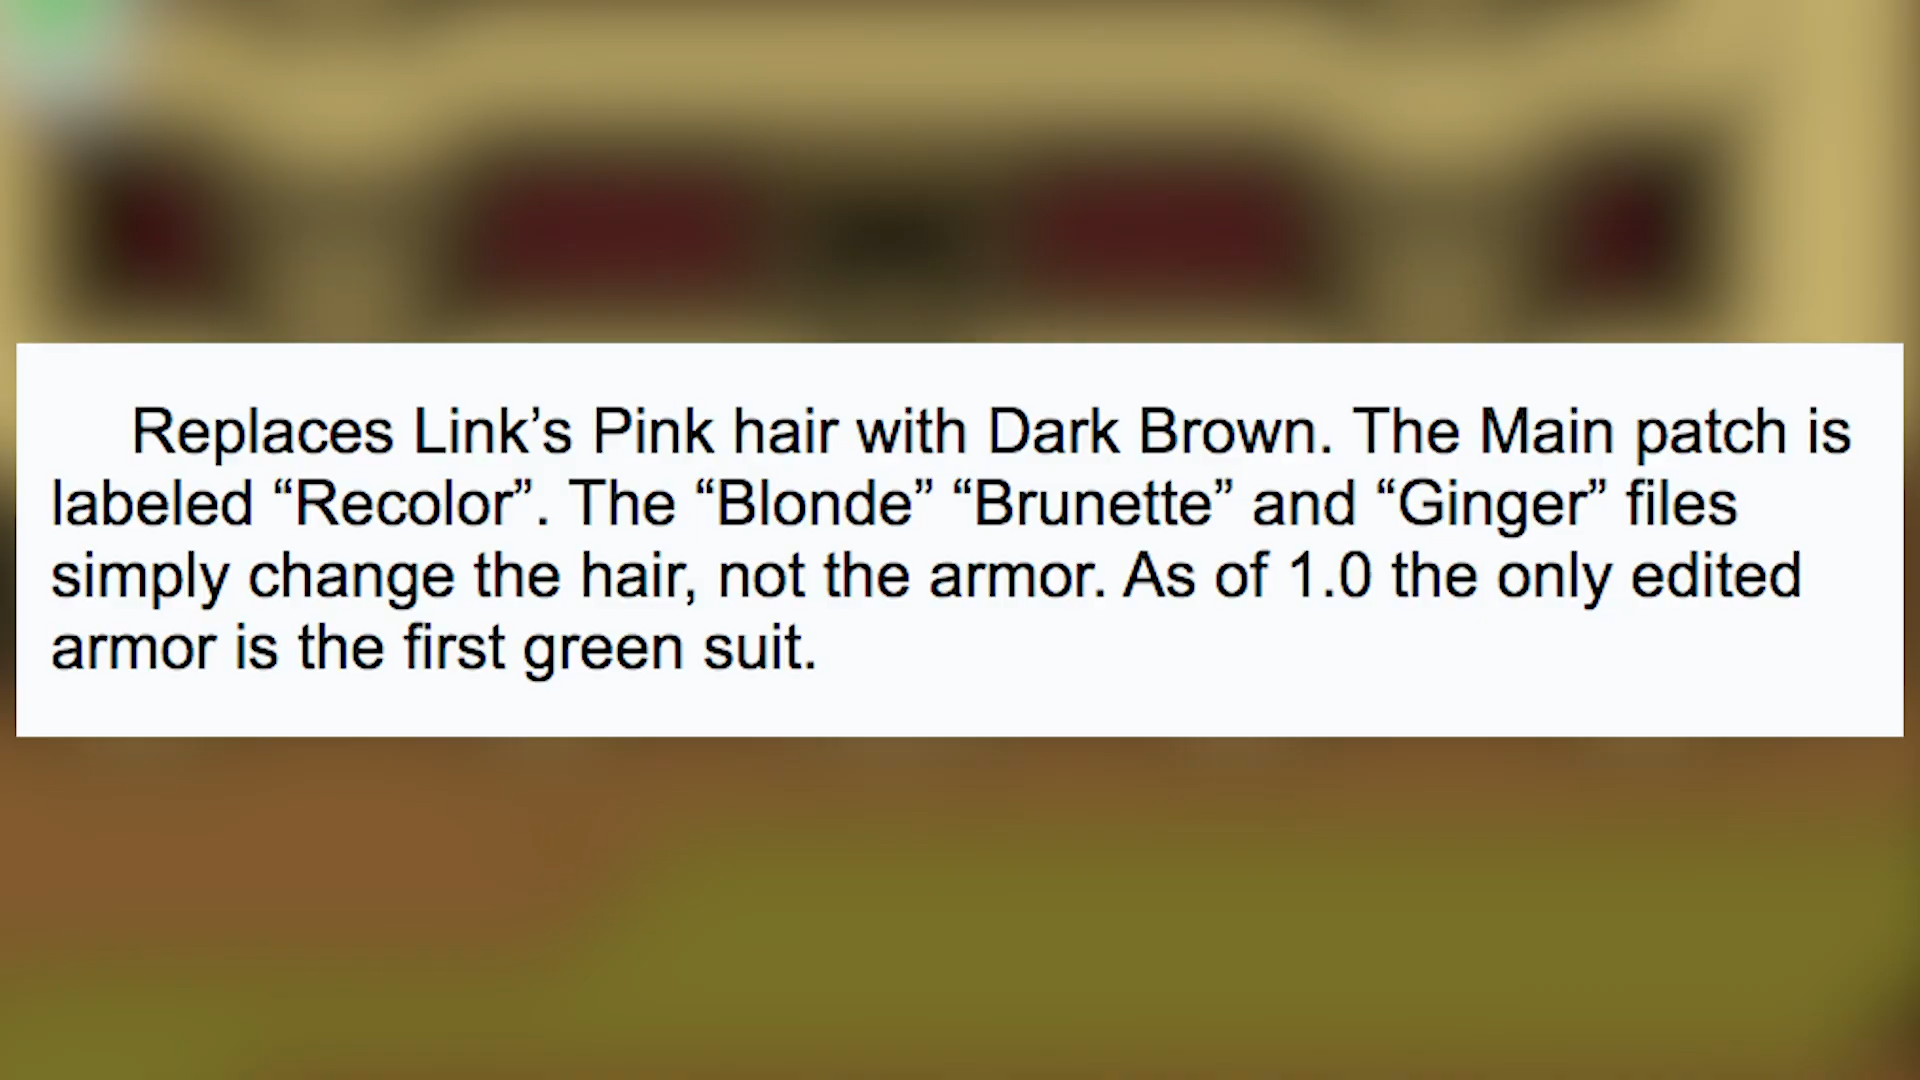 Replaces Link’s Pink hair with Dark Brown. The Main patch is
labeled “Recolor”. The “Blonde” “Brunette” and “Ginger” files
simply change the hair, not the armor. As of 1.0 the only edited
armor is the first green suit.